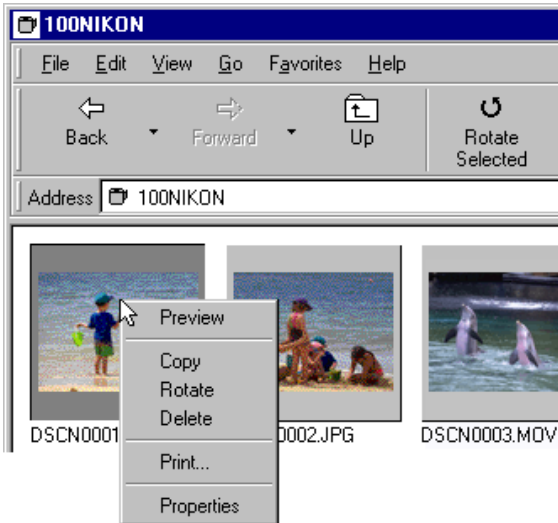 100NIKON
File Edit View Go Favorites Help
Back Forward Up Rotate Selected
Address 100NIKON
Preview
Copy
Rotate
Delete
DSCN0001 0002.JPG DSCN0003.MOV
Print...
Properties